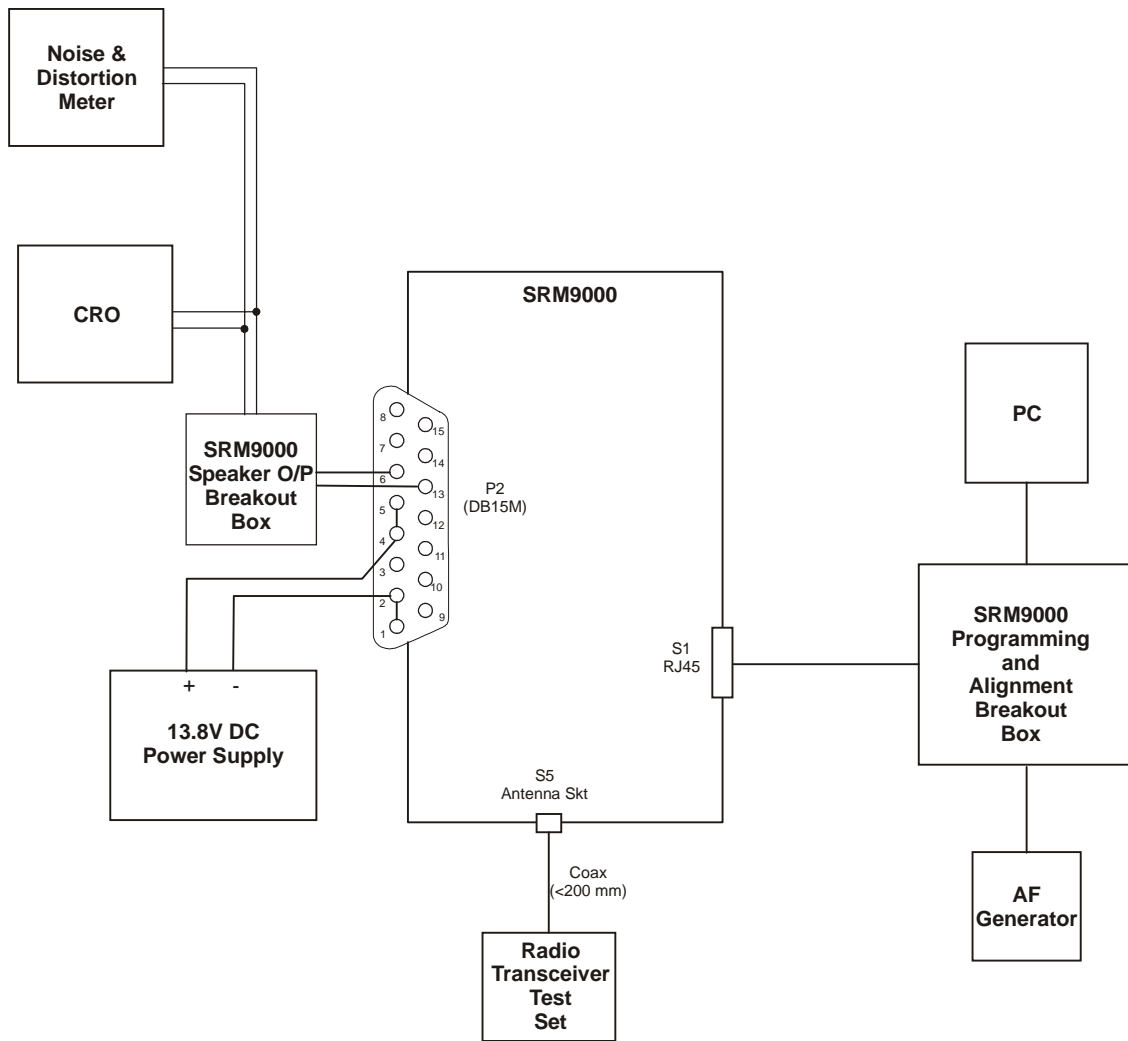 Noise &
Distortion
Meter
CRO
SRM9000
Speaker O/P
Breakout
Box
+ -
13.8V DC
Power Supply
SRM9000
8
15
7
14
6
13
5
12
4
11
3
10
2
9
1
P2
(DB15M)
S1
RJ45
S5
Antenna Skt
Coax
(<200 mm)
Radio
Transceiver
Test
Set
PC
SRM9000
Programming
and
Alignment
Breakout
Box
AF
Generator